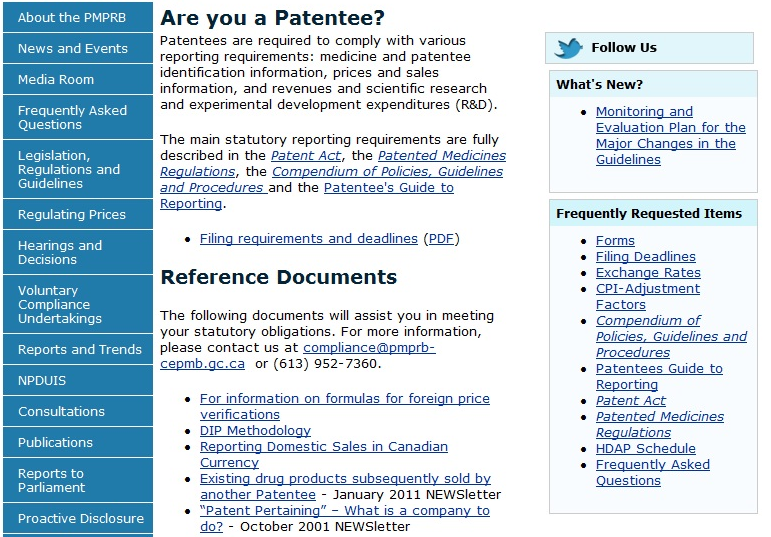 About the PMPRB
News and Events
Media Room
Frequently Asked
Questions
Legislation,
Regulations and
Guidelines
Regulating Prices
Hearings and
Decisions
Voluntary
Compliance
Undertakings
Reports and Trends
NPDUIS
Consultations
Publications
Reports to
Parliament
Proactive Disclosure
Are you a Patentee?
Patentees are required to comply with various
reporting requirements: medicine and patentee
identification information, prices and sales
information, and revenues and scientific research
and experimental development expenditures (R&D).
The main statutory reporting requirements are fully
described in the Patent Act, the Patented Medicines
Regulations, the Compendium of Policies, Guidelines
and Procedures and the Patentee's Guide to
Reporting.
Filing requirements and deadlines (PDF)
Reference Documents
The following documents will assist you in meeting
your statutory obligations. For more information,
please contact us at compliance@pmprb-
cepmb.gc.ca or (613) 952-7360.
For information on formulas for foreign price
verifications
DIP Methodology
Reporting Domestic Sales in Canadian
Currency
Existing drug products subsequently sold by
another Patentee - January 2011 NEWSletter
“Patent Pertaining” – What is a company to
do? - October 2001 NEWSletter
Follow Us
What's New?
Monitoring and
Evaluation Plan for the
Major Changes in the
Guidelines
Frequently Requested Items
Forms
Filing Deadlines
Exchange Rates
CPI-Adjustment
Factors
Compendium of
Policies, Guidelines and
Procedures
Patentees Guide to
Reporting
Patent Act
Patented Medicines
Regulations
HDAP Schedule
Frequently Asked
Questions